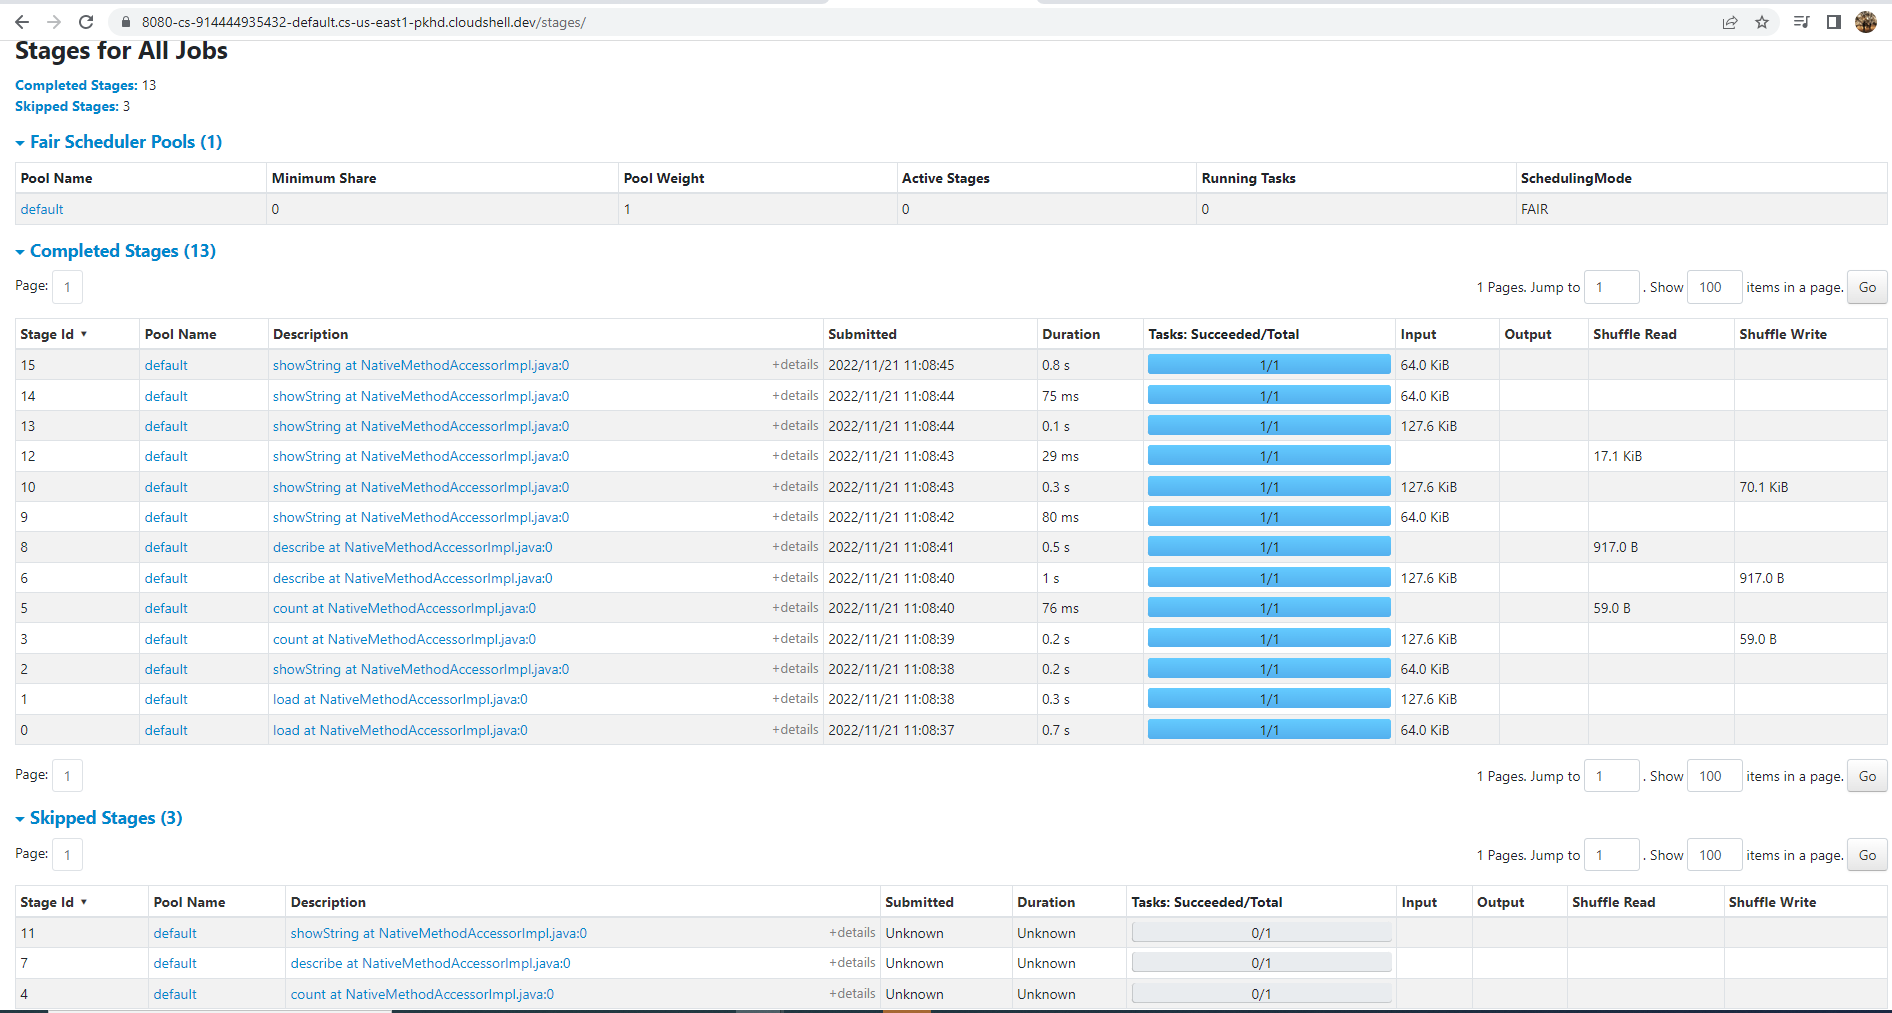 8080-cs-914444935432-default.cs-us-east1-pkhd.cloudshell.dev/stages/
Stages for All Jobs
Completed Stages: 13
Skipped Stages: 3
Fair Scheduler Pools (1)
Pool Name Minimum Share Pool Weight Active Stages Running Tasks SchedulingMode
default 0 1 0 0 FAIR
Completed Stages (13)
Page: 1 1 Pages. Jump to 1 . Show 100 items in a page. Go
Stage Id ▾ Pool Name Description Submitted Duration Tasks: Succeeded/Total Input Output Shuffle Read Shuffle Write
15 default showString at NativeMethodAccessorImpl.java:0 +details 2022/11/21 11:08:45 0.8 s 1/1 64.0 KiB
14 default showString at NativeMethodAccessorImpl.java:0 +details 2022/11/21 11:08:44 75 ms 1/1 64.0 KiB
13 default showString at NativeMethodAccessorImpl.java:0 +details 2022/11/21 11:08:44 0.1 s 1/1 127.6 KiB
12 default showString at NativeMethodAccessorImpl.java:0 +details 2022/11/21 11:08:43 29 ms 1/1 17.1 KiB
10 default showString at NativeMethodAccessorImpl.java:0 +details 2022/11/21 11:08:43 0.3 s 1/1 127.6 KiB 70.1 KiB
9 default showString at NativeMethodAccessorImpl.java:0 +details 2022/11/21 11:08:42 80 ms 1/1 64.0 KiB
8 default describe at NativeMethodAccessorImpl.java:0 +details 2022/11/21 11:08:41 0.5 s 1/1 917.0 B
6 default describe at NativeMethodAccessorImpl.java:0 +details 2022/11/21 11:08:40 1 s 1/1 127.6 KiB 917.0 B
5 default count at NativeMethodAccessorImpl.java:0 +details 2022/11/21 11:08:40 76 ms 1/1 59.0 B
3 default count at NativeMethodAccessorImpl.java:0 +details 2022/11/21 11:08:39 0.2 s 1/1 127.6 KiB 59.0 B
2 default showString at NativeMethodAccessorImpl.java:0 +details 2022/11/21 11:08:38 0.2 s 1/1 64.0 KiB
1 default load at NativeMethodAccessorImpl.java:0 +details 2022/11/21 11:08:38 0.3 s 1/1 127.6 KiB
0 default load at NativeMethodAccessorImpl.java:0 +details 2022/11/21 11:08:37 0.7 s 1/1 64.0 KiB
Page: 1 1 Pages. Jump to 1 . Show 100 items in a page. Go
Skipped Stages (3)
Page: 1 1 Pages. Jump to 1 . Show 100 items in a page. Go
Stage Id ▾ Pool Name Description Submitted Duration Tasks: Succeeded/Total Input Output Shuffle Read Shuffle Write
11 default showString at NativeMethodAccessorImpl.java:0 +details Unknown Unknown 0/1
7 default describe at NativeMethodAccessorImpl.java:0 +details Unknown Unknown 0/1
4 default count at NativeMethodAccessorImpl.java:0 +details Unknown Unknown 0/1